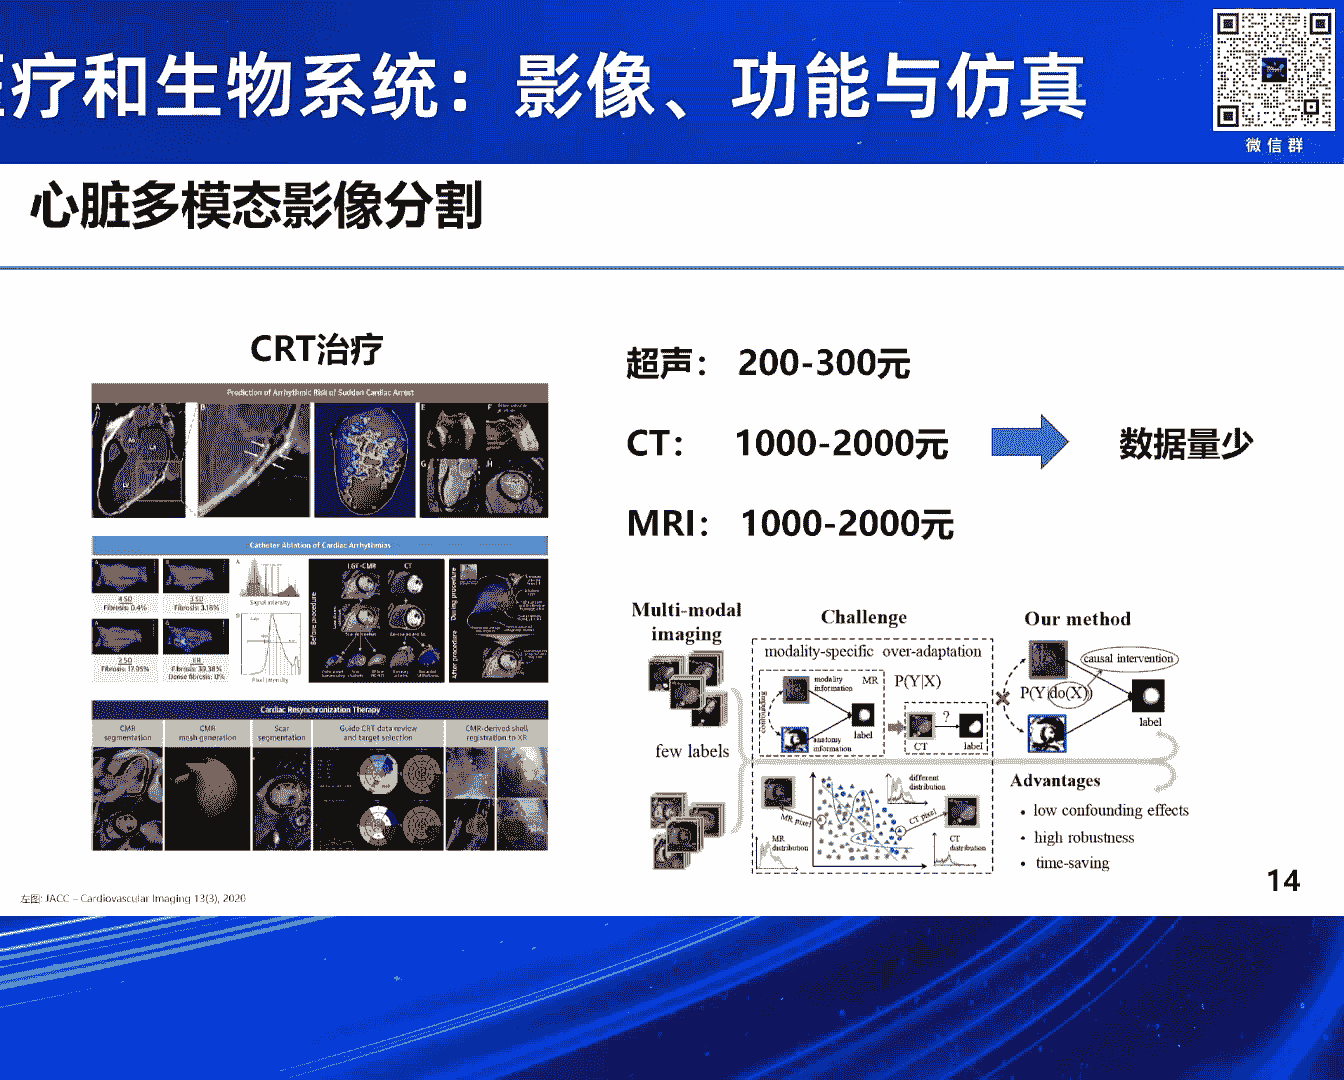 疗和生物系统：影像、功能与仿真
微信群
心脏多模态影像分割
CRT治疗
Prediction of Arrhythmic Risk of Sudden Cardiac Arrest
A
E
F
G
H
Catheter Ablation of Cardiac Arrhythmias
4 SD
Fibrosis: 0.4%
3 SD
Fibrosis: 3.18%
2 SD
Fibrosis: 17.95%
Fibrosis: 39.38%
Dense fibrosis: 0%
Signal intensity
Pixel intensity
LGE-CMR
CT
Before procedure
During procedure
After procedure
Cardiac Resynchronization Therapy
CMR
segmentation
CMR
mesh generation
Scar
segmentation
Guide CRT data review
and target selection
CMR-derived shell
registration to XR
左图: JACC – Cardiovascular Imaging 13(3), 2020
超声： 200-300元
CT： 1000-2000元
MRI： 1000-2000元
数据量少
Multi-modal
imaging
few labels
Challenge
modality-specific over-adaptation
confounding
modality
information
MR
anatomy
information
label
P(Y|X)
?
CT
label
MR pixel
MR
distribution
different
distribution
CT pixel
CT
distribution
Our method
causal intervention
P(Y|do(X))
label
Advantages
• low confounding effects
• high robustness
• time-saving
14